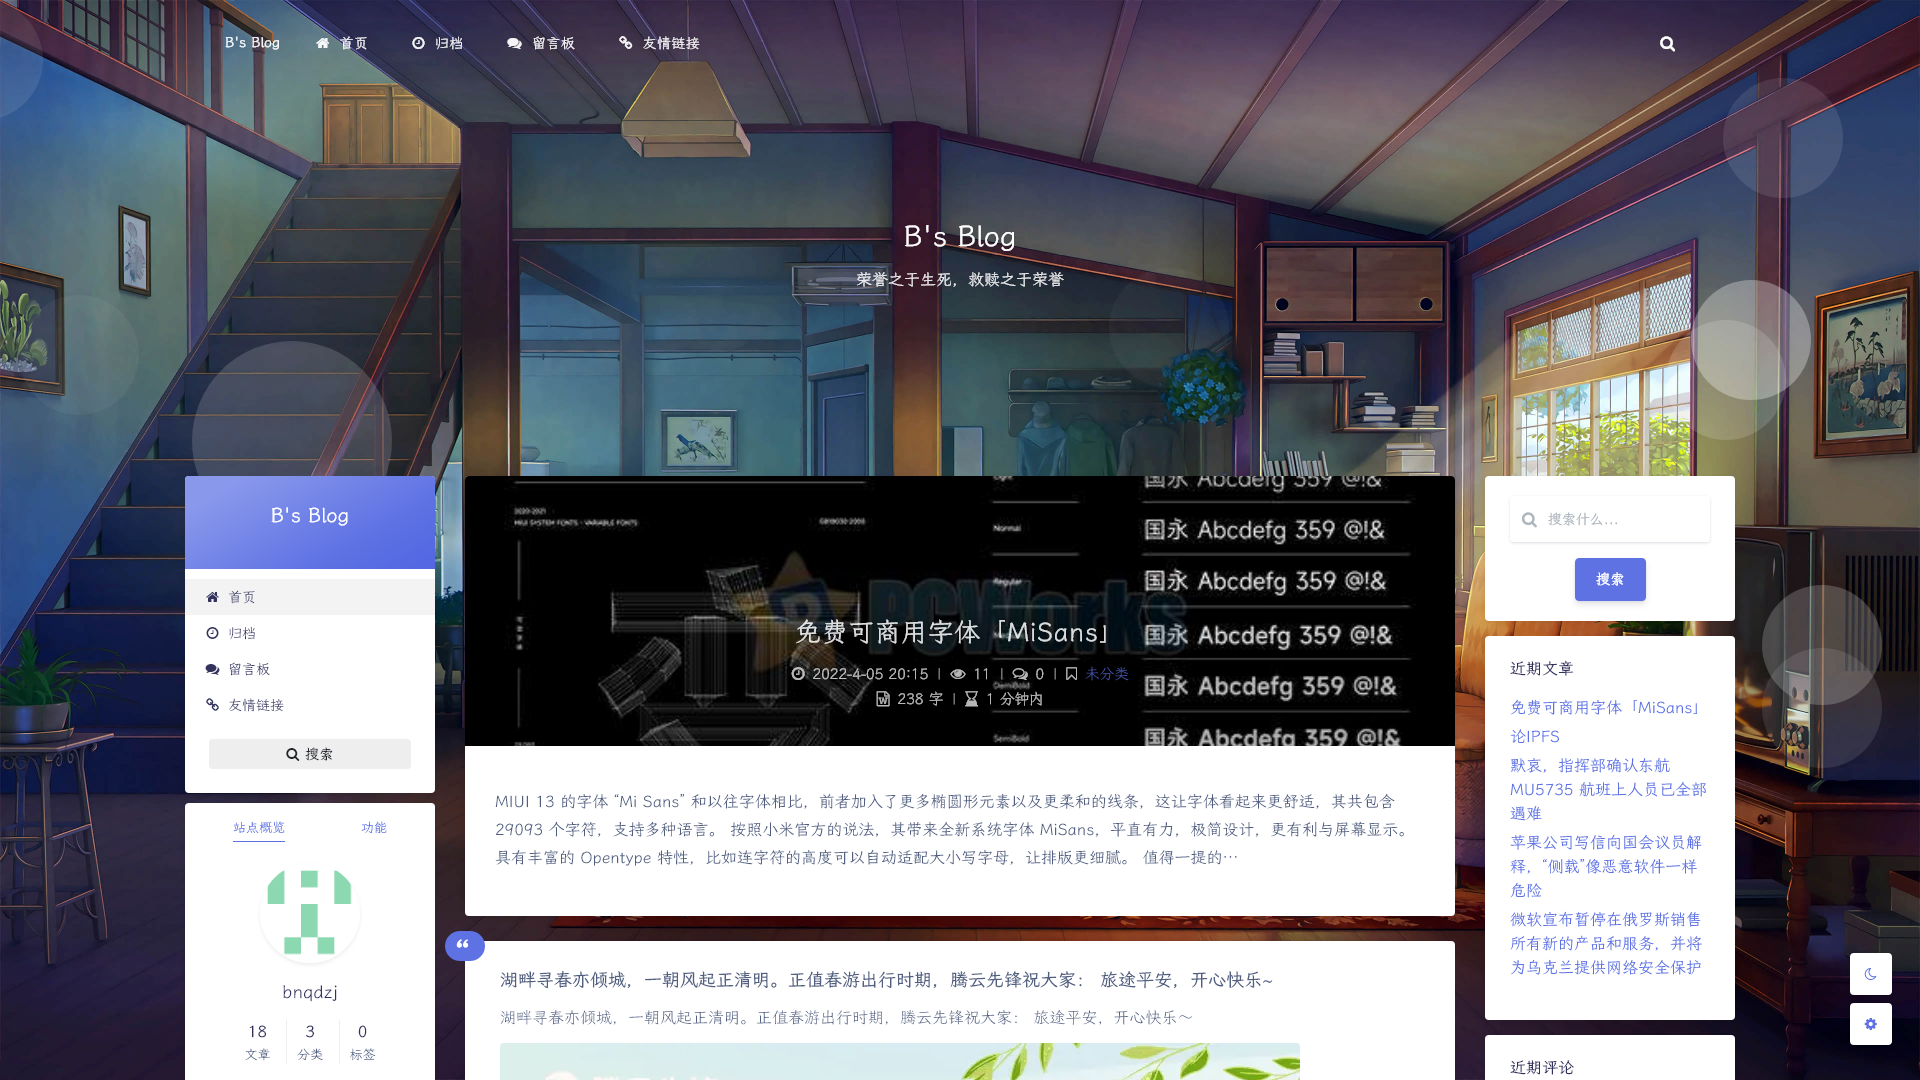 B's Blog 首页 归档 留言板 友情链接
B's Blog
荣誉之于生死，救赎之于荣誉
B's Blog
首页
归档
留言板
友情链接
搜索
站点概览 功能
bnqdzj
18 3 0
文章 分类 标签
2020-2021
MIUI SYSTEM FONTS - VARIABLE FONTS
国永 Abcdefg 359 @!&
Normal 国永 Abcdefg 359 @!&
Regular 国永 Abcdefg 359 @!&
PCWorks
国永 Abcdefg 359 @!&
DemiBold 国永 Abcdefg 359 @!&
SemiBold 国永 Abcdefg 359 @!&
免费可商用字体「MiSans」
2022-4-05 20:15 | 11 | 0 | 未分类
238 字 | 1 分钟内
MIUI 13 的字体 “Mi Sans” 和以往字体相比，前者加入了更多椭圆形元素以及更柔和的线条，这让字体看起来更舒适，其共包含
29093 个字符，支持多种语言。 按照小米官方的说法，其带来全新系统字体 MiSans，平直有力，极简设计，更有利与屏幕显示。
具有丰富的 Opentype 特性，比如连字符的高度可以自动适配大小写字母，让排版更细腻。 值得一提的…
湖畔寻春亦倾城，一朝风起正清明。正值春游出行时期，腾云先锋祝大家： 旅途平安，开心快乐~
湖畔寻春亦倾城，一朝风起正清明。正值春游出行时期，腾云先锋祝大家： 旅途平安，开心快乐～
搜索什么...
搜索
近期文章
免费可商用字体「MiSans」
论IPFS
默哀，指挥部确认东航
MU5735 航班上人员已全部
遇难
苹果公司写信向国会议员解
释，“侧载”像恶意软件一样
危险
微软宣布暂停在俄罗斯销售
所有新的产品和服务，并将
为乌克兰提供网络安全保护
近期评论